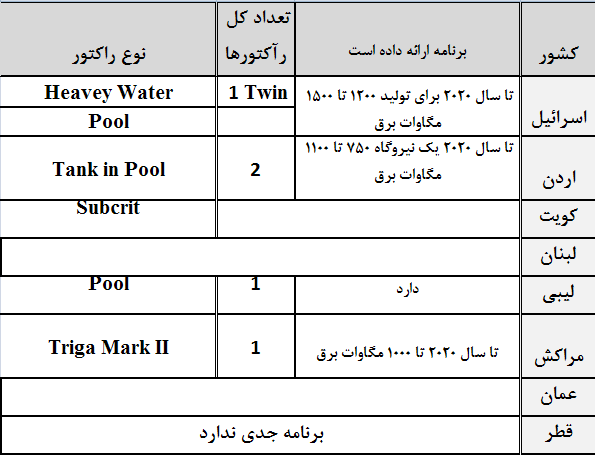 کشور	برنامه ارائه داده است	تعداد کل رآکتورها	نوع راکتور
اسرائیل	تا سال ۲۰۲۰ برای تولید ۱۲۰۰ تا ۱۵۰۰ مگاوات برق	1 Twin	Heavey Water
Pool
اردن	تا سال ۲۰۲۰ یک نیروگاه ۷۵۰ تا ۱۱۰۰ مگاوات برق	2	Tank in Pool
کویت	Subcrit
لبنان
لیبی	دارد	1	Pool
مراکش	تا سال ۲۰۲۰ تا ۱۰۰۰ مگاوات برق	1	Triga Mark II
عمان
قطر	برنامه جدی ندارد